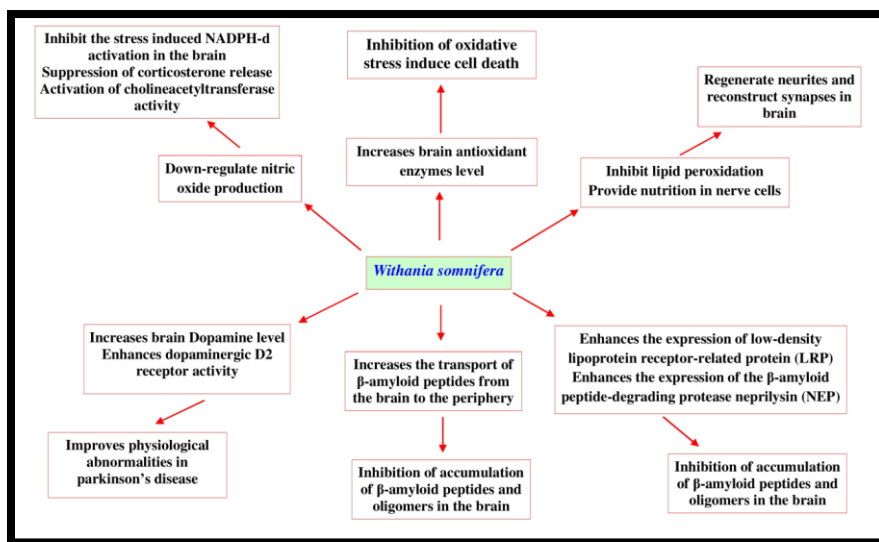 Inhibit the stress induced NADPH-d
activation in the brain
Suppression of corticosterone release
Activation of cholineacetyltransferase
activity
Inhibition of oxidative
stress induce cell death
Regenerate neurites and
reconstruct synapses in
brain
Down-regulate nitric
oxide production
Increases brain antioxidant
enzymes level
Inhibit lipid peroxidation
Provide nutrition in nerve cells
Withania somnifera
Increases brain Dopamine level
Enhances dopaminergic D2
receptor activity
Increases the transport of
β-amyloid peptides from
the brain to the periphery
Enhances the expression of low-density
lipoprotein receptor-related protein (LRP)
Enhances the expression of the β-amyloid
peptide-degrading protease neprilysin (NEP)
Improves physiological
abnormalities in
parkinson's disease
Inhibition of accumulation
of β-amyloid peptides and
oligomers in the brain
Inhibition of accumulation
of β-amyloid peptides and
oligomers in the brain